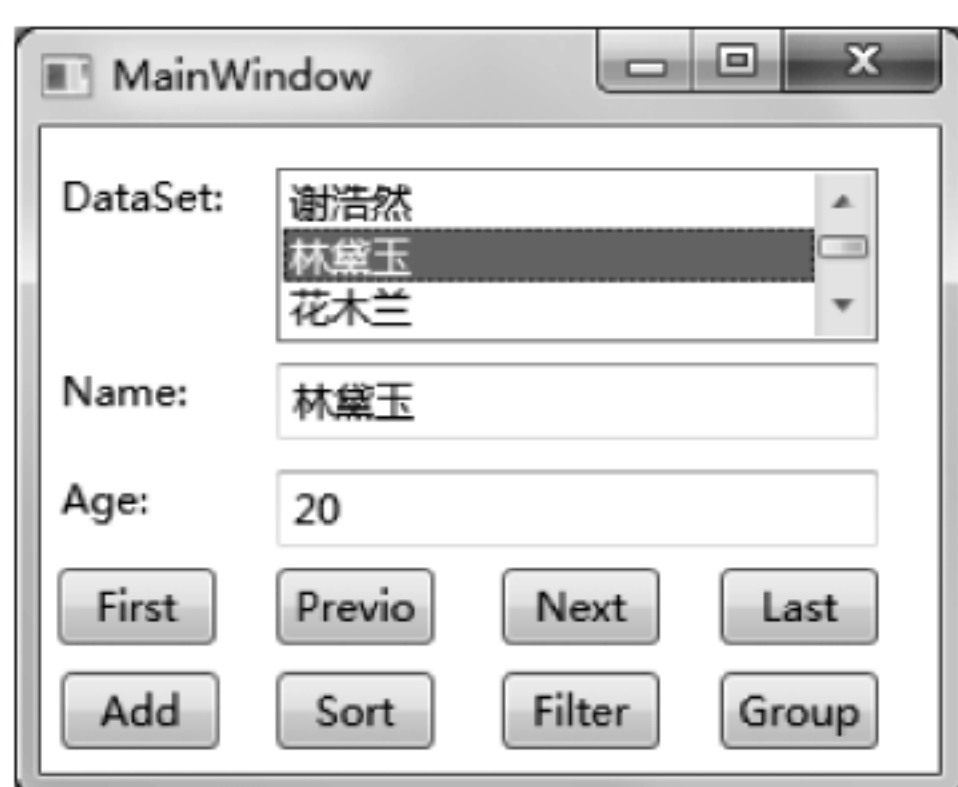 MainWindow
DataSet:
谢浩然
林黛玉
花木兰
Name:
林黛玉
Age:
20
First Previo Next Last
Add Sort Filter Group